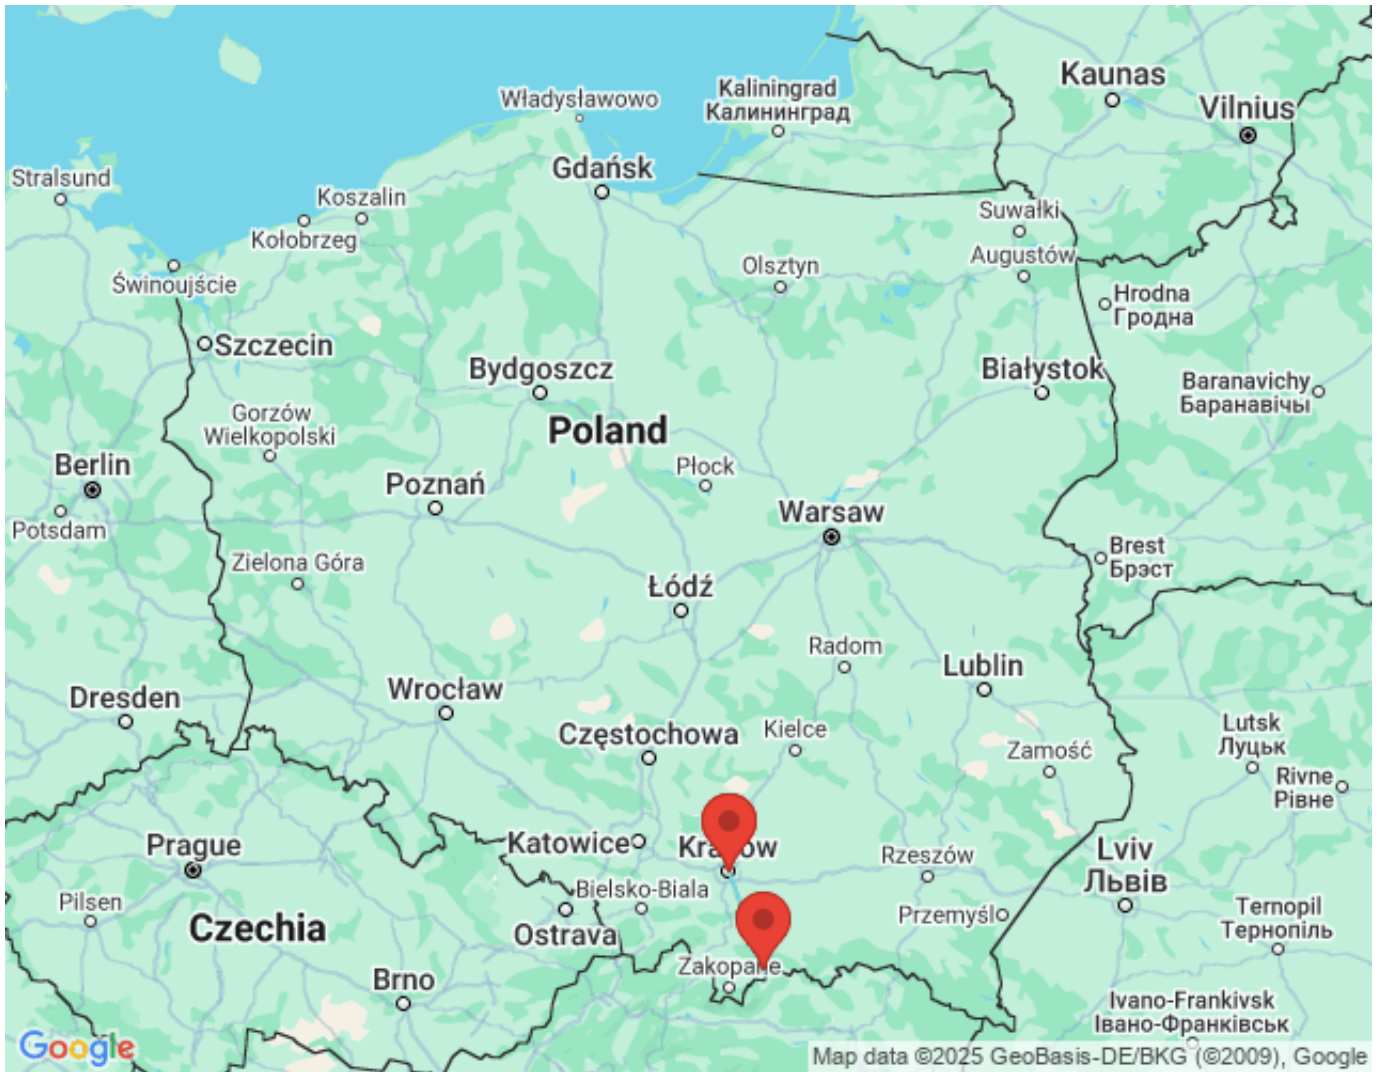 Kaunas
Kaliningrad
Калининград
Władysławowo
Vilnius
Gdańsk
Stralsund
Koszalin
Kołobrzeg
Suwałki
Augustów
Olsztyn
Świnoujście
Hrodna
Гродна
Szczecin
Bydgoszcz
Białystok
Baranavichy
Баранавічы
Gorzów
Wielkopolski
Poland
Berlin
Płock
Poznań
Warsaw
Potsdam
Brest
Брэст
Zielona Góra
Łódź
Radom
Lublin
Wrocław
Dresden
Lutsk
Луцьк
Częstochowa
Kielce
Zamość
Rivne
Рівне
Prague
Katowice
Kraków
Rzeszów
Lviv
Львів
Pilsen
Bielsko-Biala
Przemyśl
Ternopil
Тернопіль
Czechia
Ostrava
Zakopane
Brno
Ivano-Frankivsk
Івано-Франківськ
Google
Map data ©2025 GeoBasis-DE/BKG (©2009), Google